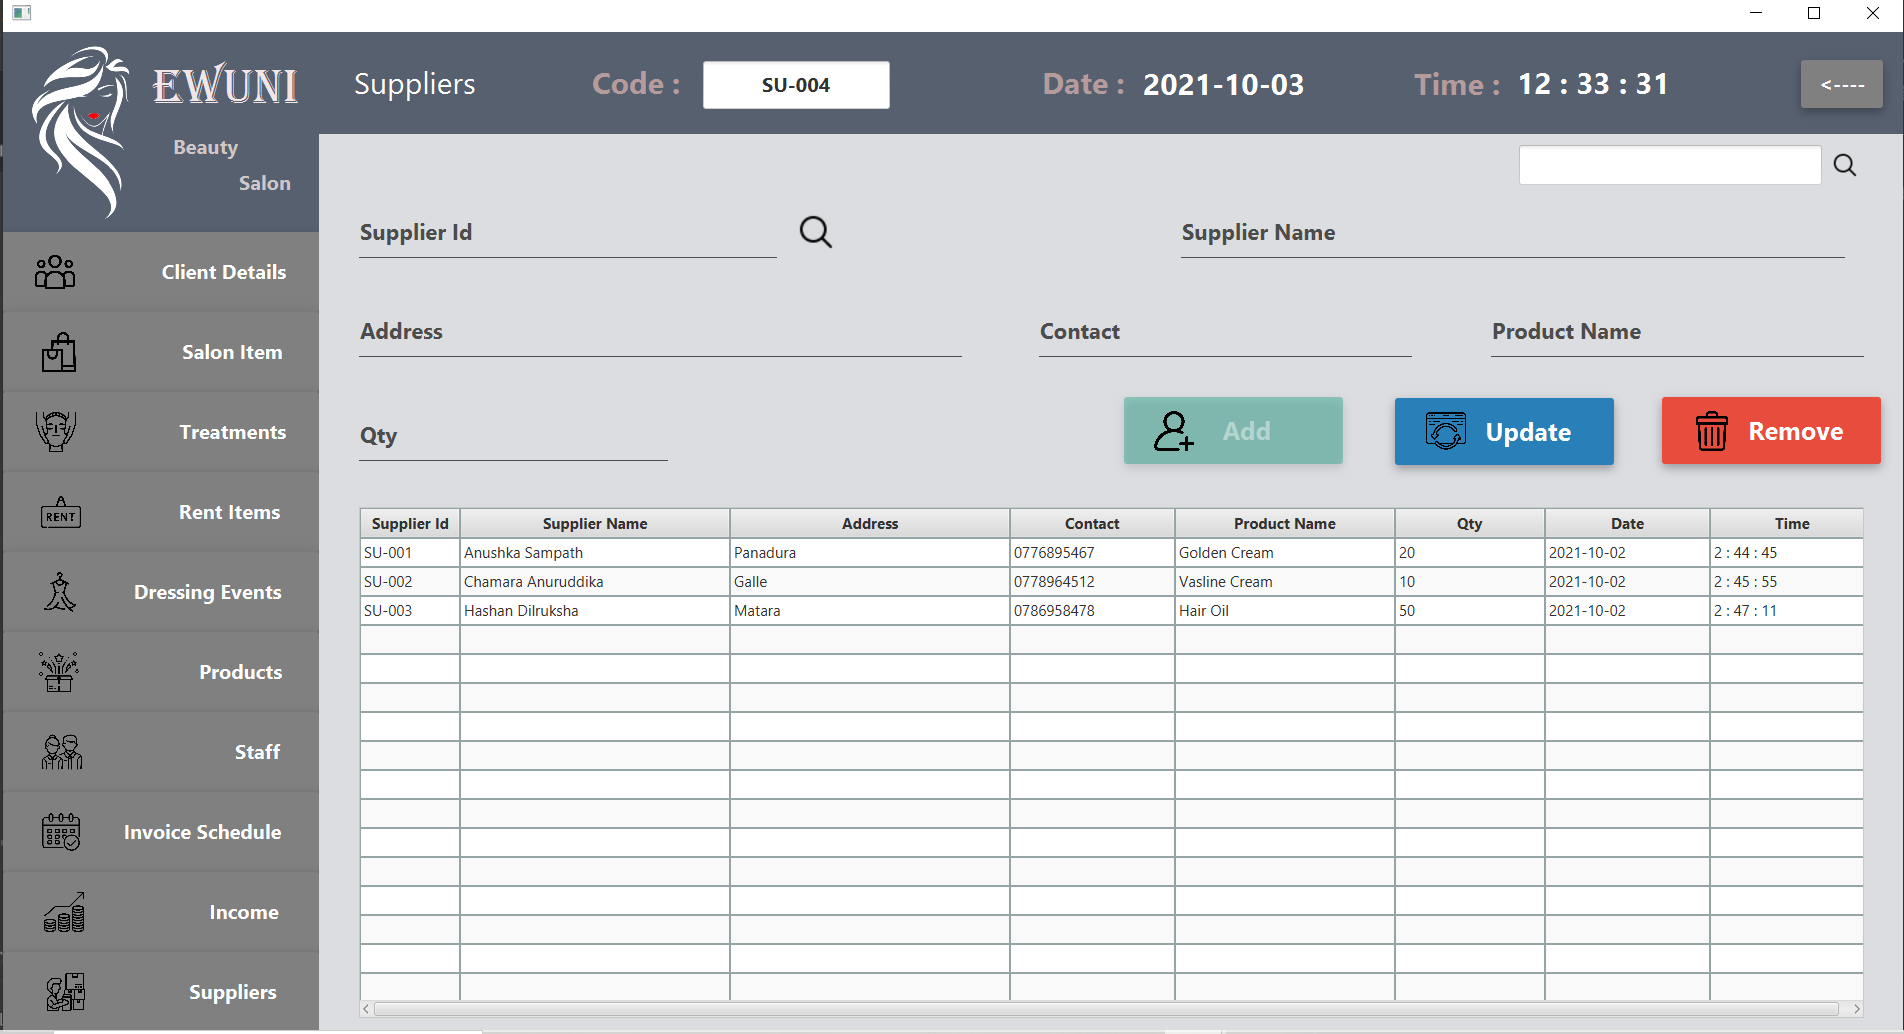 EWUNI
Beauty
Salon
Suppliers
Code :
SU-004
Date : 2021-10-03
Time : 12 : 33 : 31
<----
Client Details
Salon Item
Treatments
RENT
Rent Items
Dressing Events
Products
Staff
Invoice Schedule
Income
Suppliers
Supplier Id
Supplier Name
Address
Contact
Product Name
Qty
Add
Update
Remove
Supplier Id Supplier Name Address Contact Product Name Qty Date Time
SU-001 Anushka Sampath Panadura 0776895467 Golden Cream 20 2021-10-02 2 : 44 : 45
SU-002 Chamara Anuruddika Galle 0778964512 Vasline Cream 10 2021-10-02 2 : 45 : 55
SU-003 Hashan Dilruksha Matara 0786958478 Hair Oil 50 2021-10-02 2 : 47 : 11